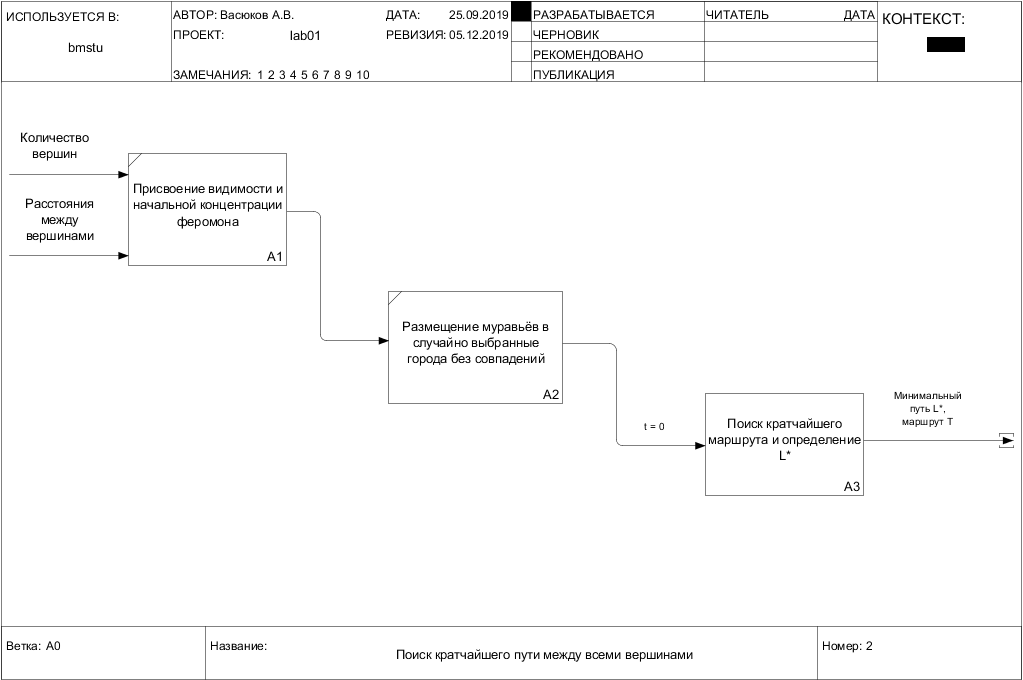 ИСПОЛЬЗУЕТСЯ В:
bmstu
АВТОР: Васюков А.В.
ДАТА: 25.09.2019
ПРОЕКТ: lab01
РЕВИЗИЯ: 05.12.2019
ЗАМЕЧАНИЯ: 1 2 3 4 5 6 7 8 9 10
РАЗРАБАТЫВАЕТСЯ
ЧЕРНОВИК
РЕКОМЕНДОВАНО
ПУБЛИКАЦИЯ
ЧИТАТЕЛЬ ДАТА
КОНТЕКСТ:
Количество
вершин
Расстояния
между
вершинами
Присвоение видимости и
начальной концентрации
феромона
A1
Размещение муравьёв в
случайно выбранные
города без совпадений
A2
t = 0
Поиск кратчайшего
маршрута и определение
L*
A3
Минимальный
путь L*,
маршрут T
Ветка: A0
Название:
Поиск кратчайшего пути между всеми вершинами
Номер: 2